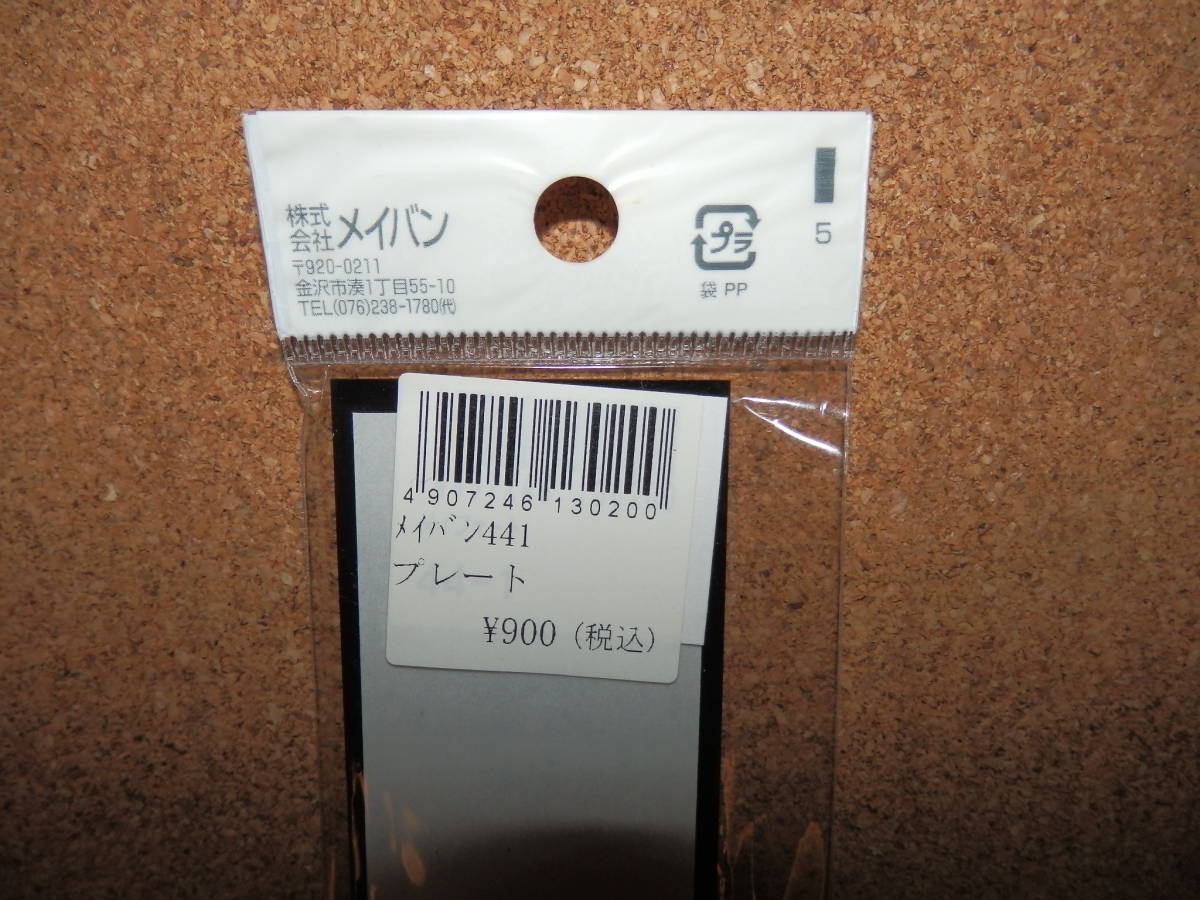 株式会社メイバン
〒920-0211
金沢市湊1丁目55-10
TEL(076)238-1780(代)
プラ
袋 PP
5
4 907246 130200
ﾒｲﾊﾞﾝ441
プレート
¥900（税込）